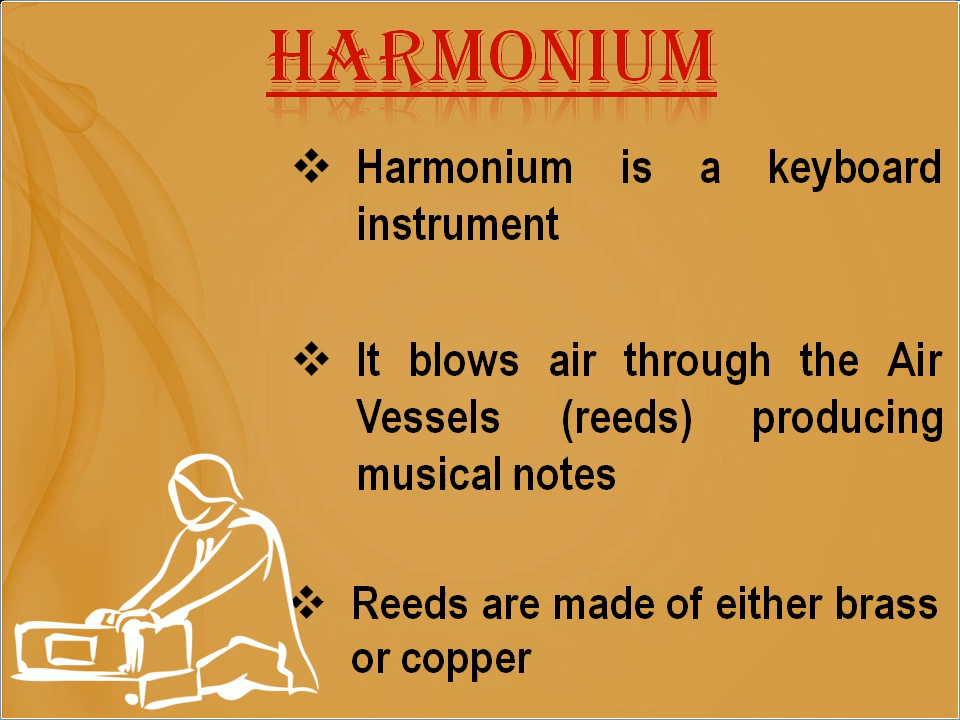 HARMONIUM
❖ Harmonium is a keyboard
instrument
❖ It blows air through the Air
Vessels (reeds) producing
musical notes
❖ Reeds are made of either brass
or copper